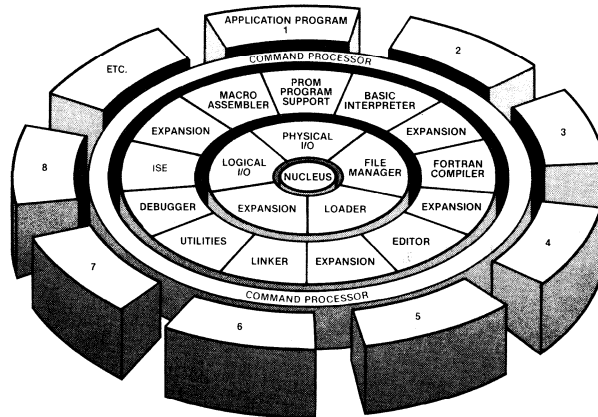 APPLICATION PROGRAM
1
2
ETC.
COMMAND PROCESSOR
PROM
PROGRAM
SUPPORT
MACRO
ASSEMBLER
BASIC
INTERPRETER
3
EXPANSION
PHYSICAL
I/O
EXPANSION
8
ISE
LOGICAL
I/O
NUCLEUS
FILE
MANAGER
FORTRAN
COMPILER
DEBUGGER
EXPANSION
LOADER
EXPANSION
UTILITIES
LINKER
EXPANSION
EDITOR
4
7
COMMAND PROCESSOR
6
5